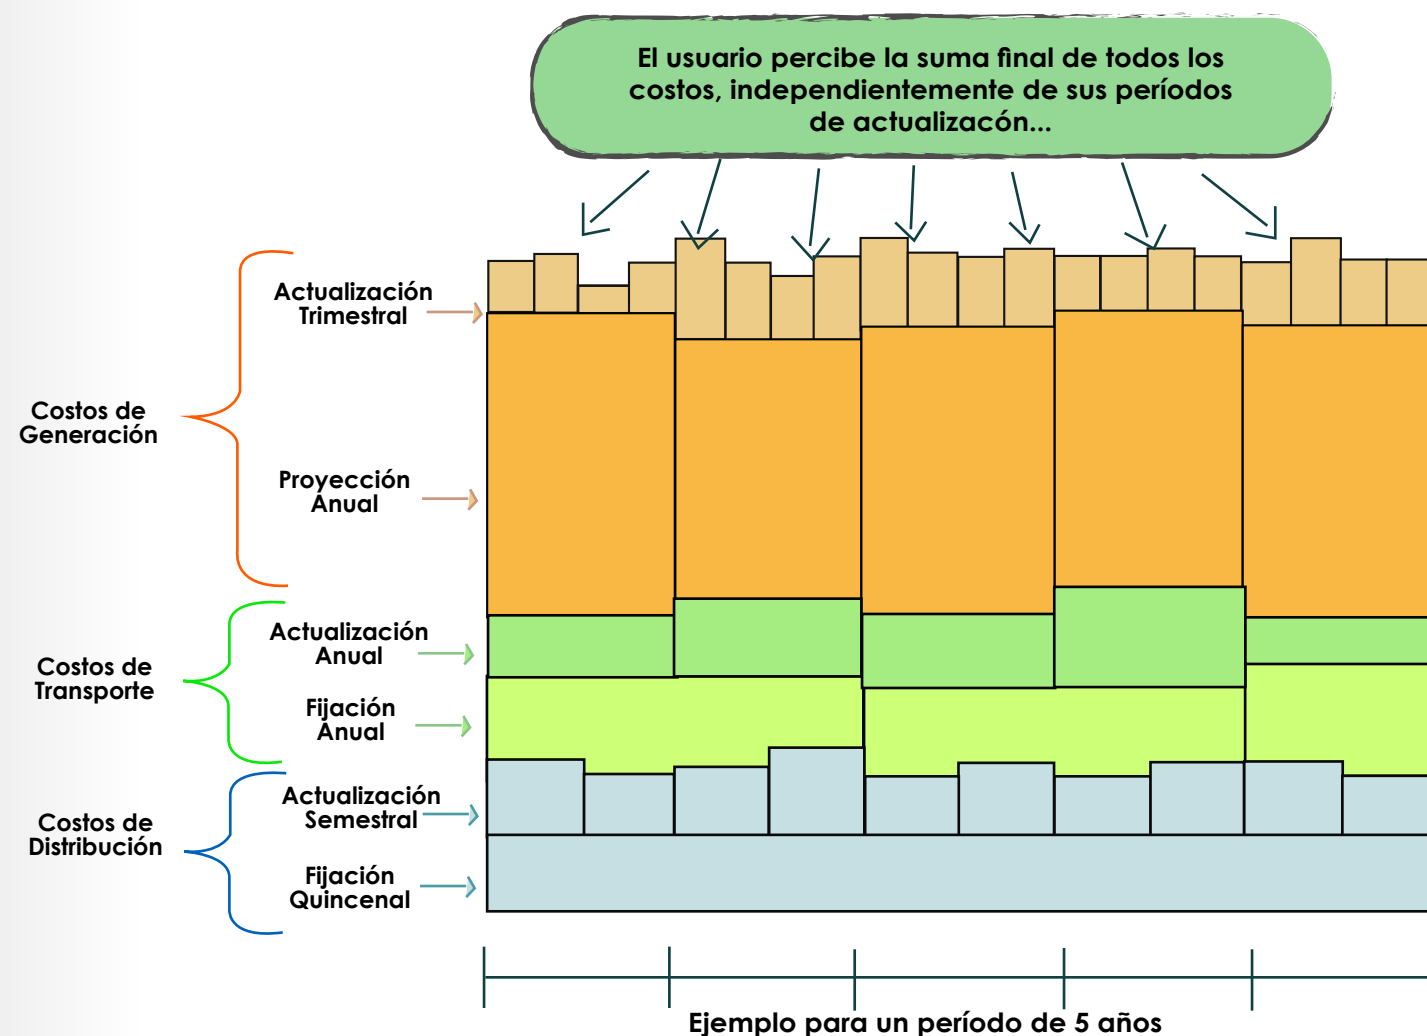 El usuario percibe la suma final de todos los
costos, independientemente de sus períodos
de actualizacón...
Actualización
Trimestral
Costos de
Generación
Proyección
Anual
Actualización
Anual
Costos de
Transporte
Fijación
Anual
Actualización
Semestral
Costos de
Distribución
Fijación
Quincenal
Ejemplo para un período de 5 años